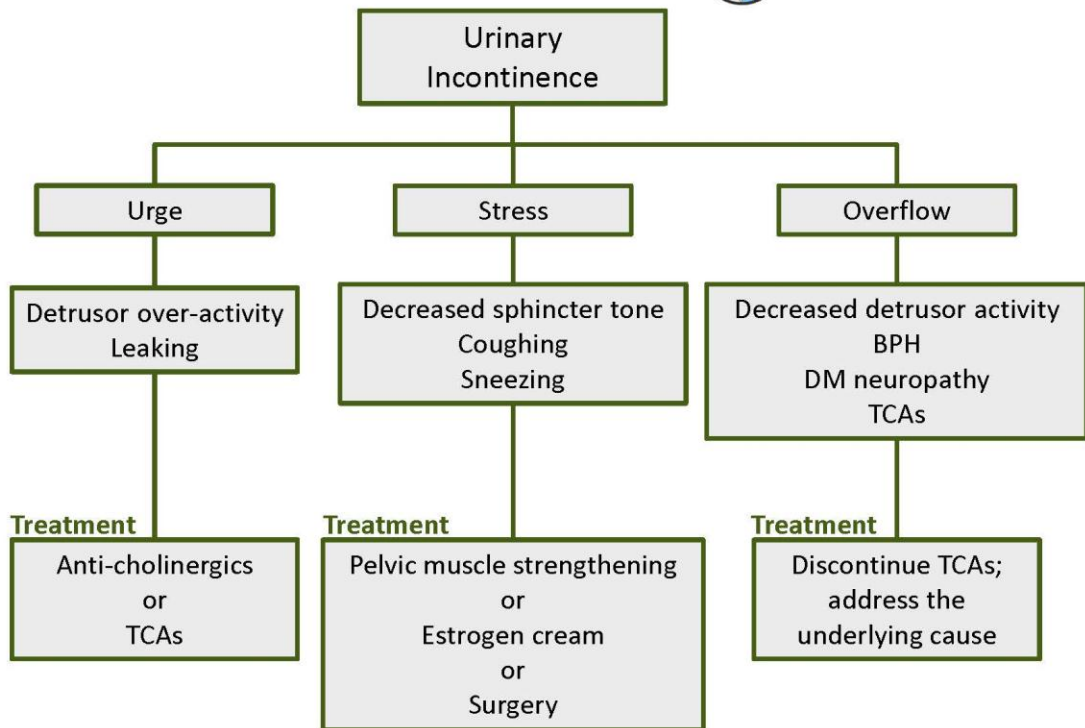 Urinary
Incontinence
Urge
Stress
Overflow
Detrusor over-activity
Leaking
Decreased sphincter tone
Coughing
Sneezing
Decreased detrusor activity
BPH
DM neuropathy
TCAs
Treatment
Anti-cholinergics
or
TCAs
Treatment
Pelvic muscle strengthening
or
Estrogen cream
or
Surgery
Treatment
Discontinue TCAs;
address the
underlying cause